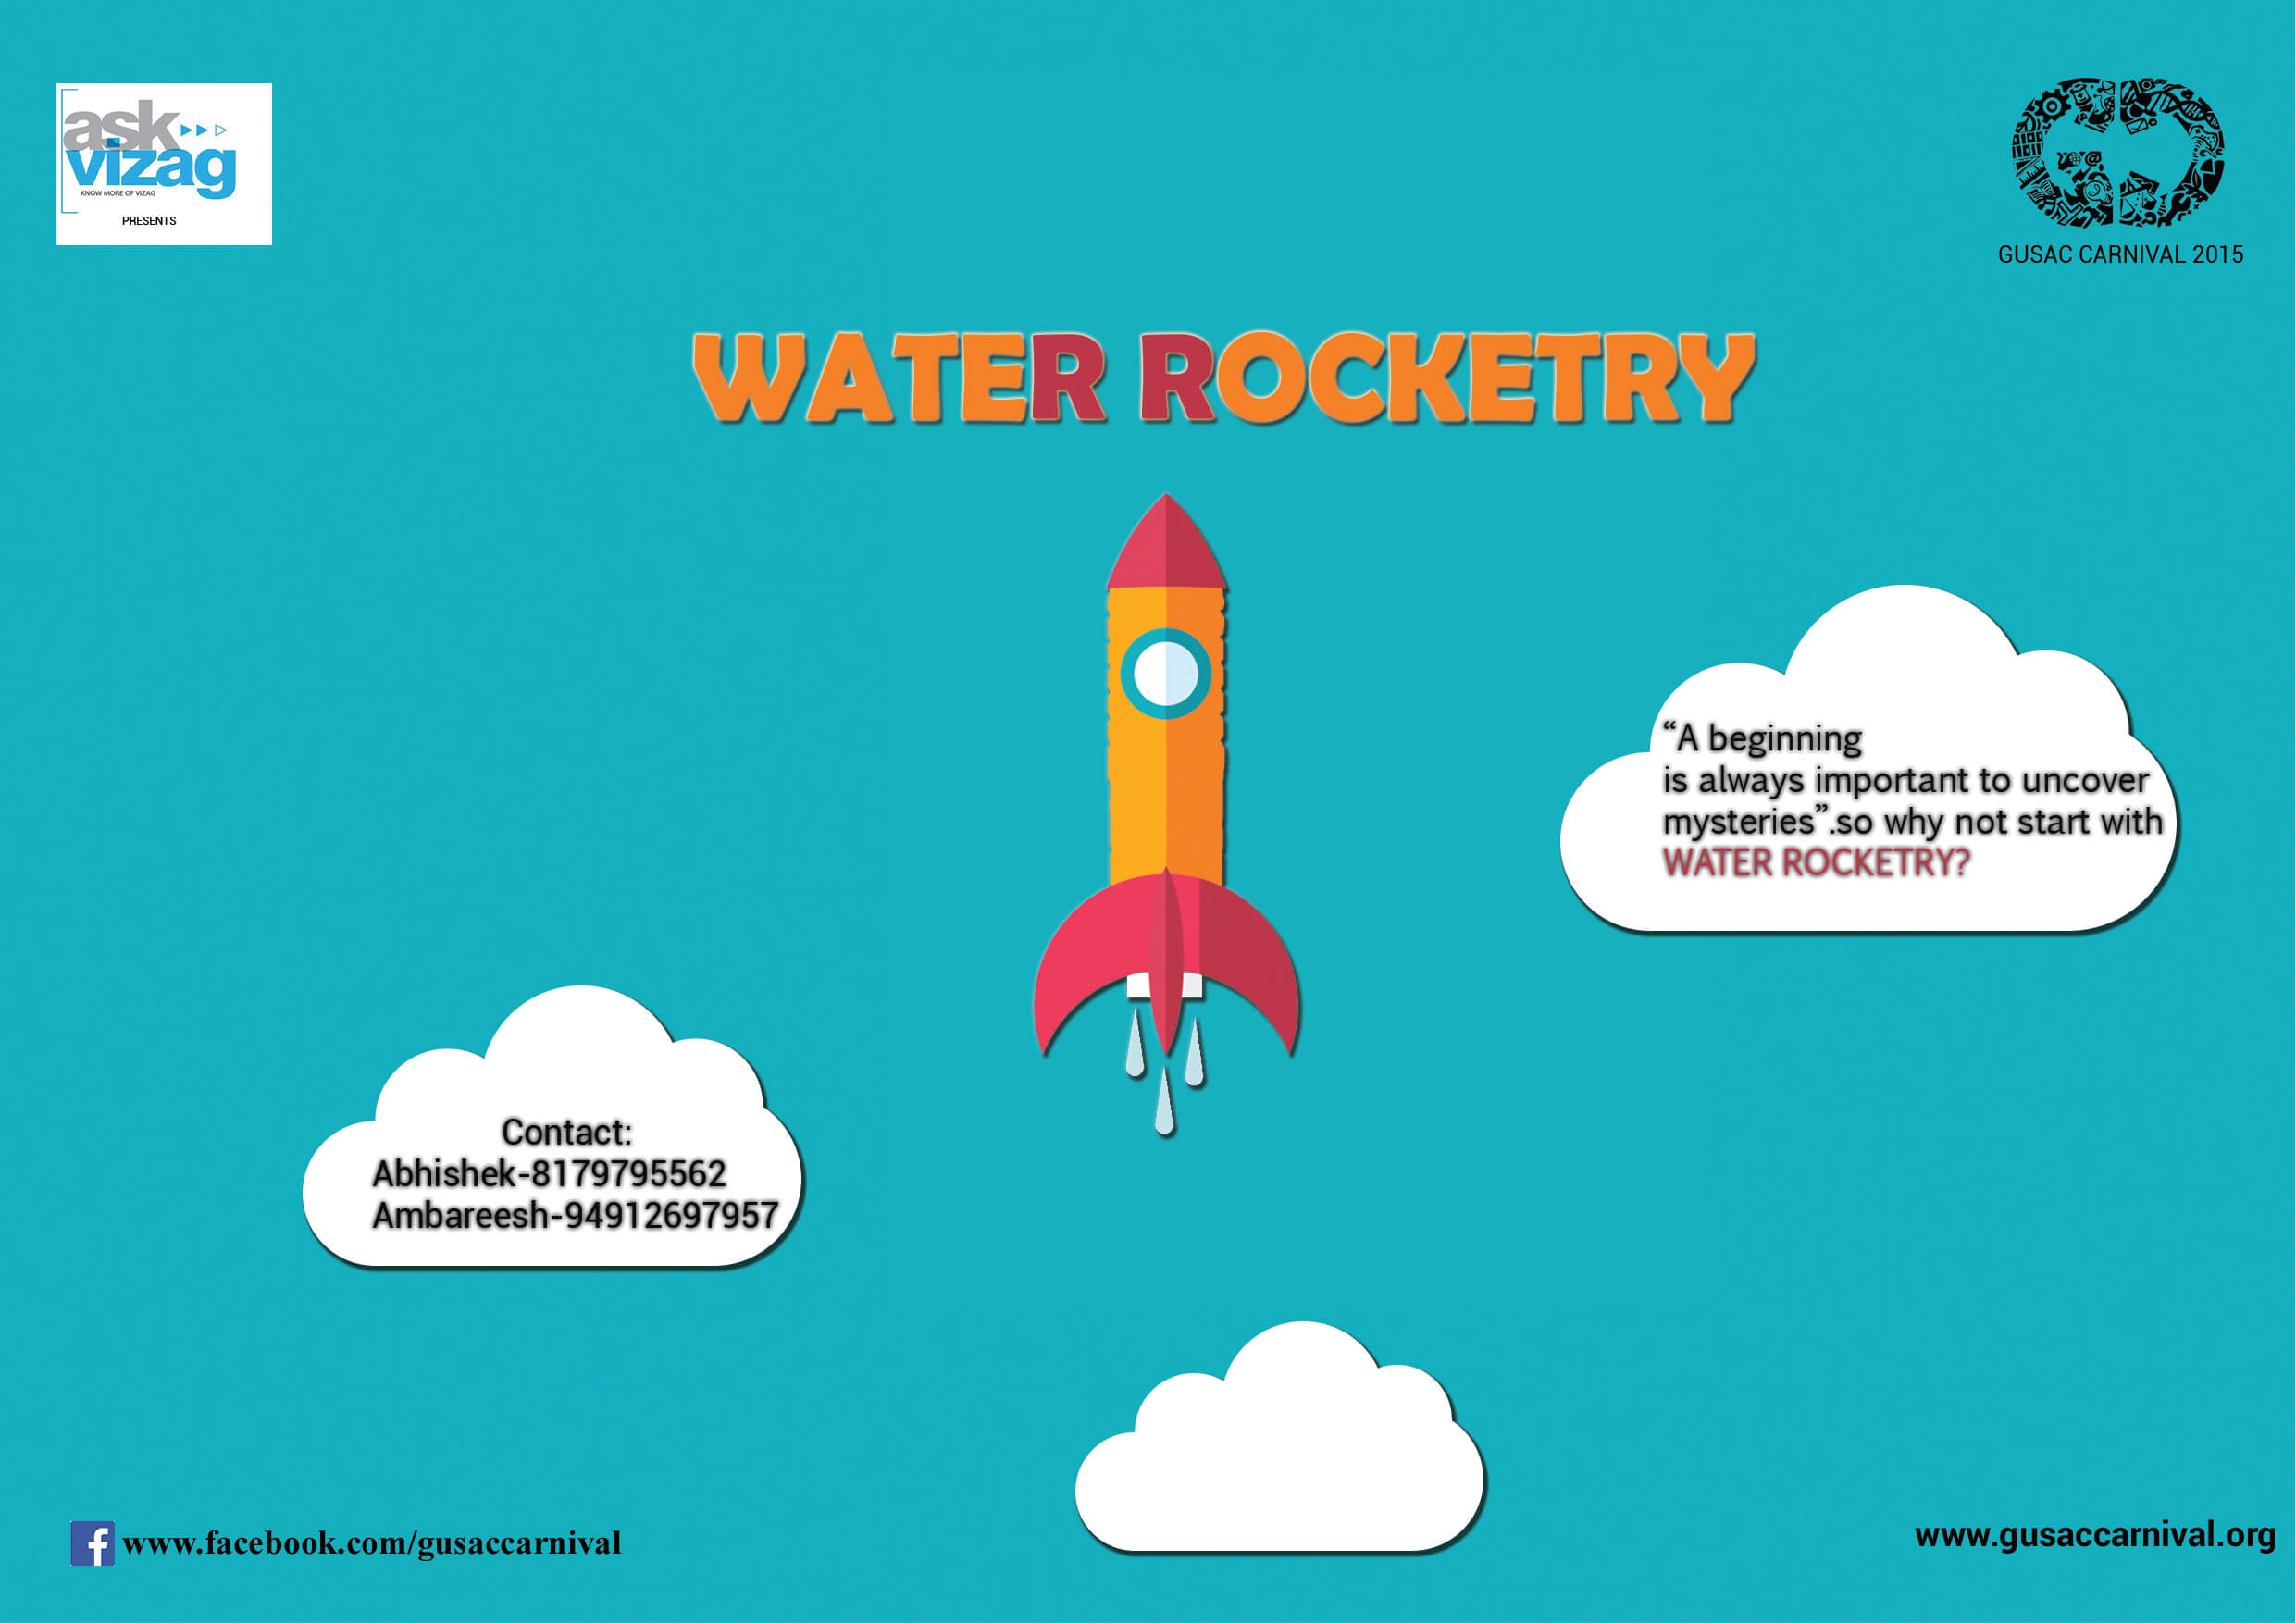 ask
vizag
KNOW MORE OF VIZAG
PRESENTS
GUSAC CARNIVAL 2015
WATER ROCKETRY
“A beginning
is always important to uncover
mysteries”.so why not start with
WATER ROCKETRY?
Contact:
Abhishek-8179795562
Ambareesh-94912697957
www.facebook.com/gusaccarnival
www.gusaccarnival.org